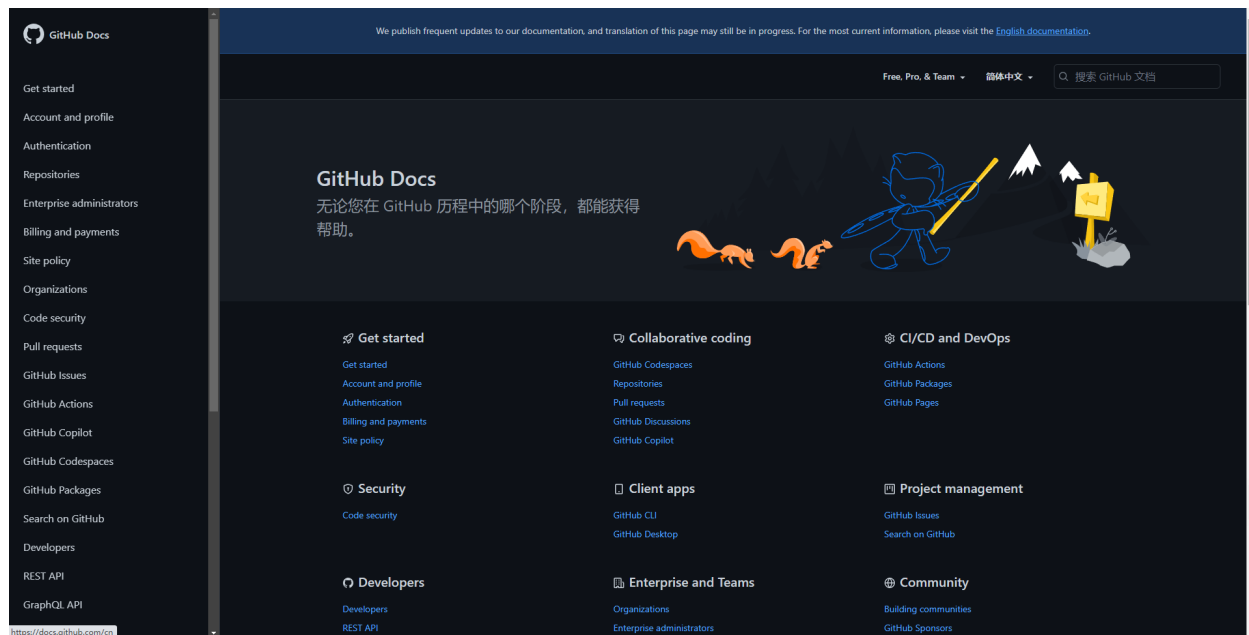 GitHub Docs
Get started
Account and profile
Authentication
Repositories
Enterprise administrators
Billing and payments
Site policy
Organizations
Code security
Pull requests
GitHub Issues
GitHub Actions
GitHub Copilot
GitHub Codespaces
GitHub Packages
Search on GitHub
Developers
REST API
GraphQL API
https://docs.github.com/cn
We publish frequent updates to our documentation, and translation of this page may still be in progress. For the most current information, please visit the English documentation.
Free, Pro, & Team 简体中文 搜索 GitHub 文档
GitHub Docs
无论您在 GitHub 历程中的哪个阶段，都能获得
帮助。
Get started
Get started
Account and profile
Authentication
Billing and payments
Site policy
Collaborative coding
GitHub Codespaces
Repositories
Pull requests
GitHub Discussions
GitHub Copilot
CI/CD and DevOps
GitHub Actions
GitHub Packages
GitHub Pages
Security
Code security
Client apps
GitHub CLI
GitHub Desktop
Project management
GitHub Issues
Search on GitHub
Developers
Developers
REST API
Enterprise and Teams
Organizations
Enterprise administrators
Community
Building communities
GitHub Sponsors